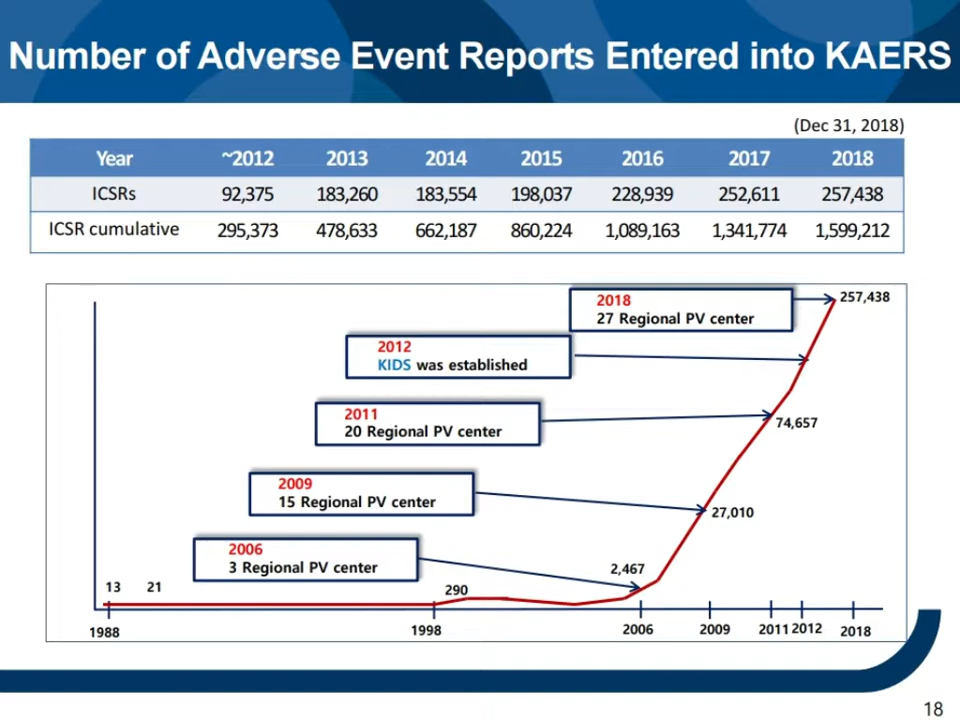 Number of Adverse Event Reports Entered into KAERS
(Dec 31, 2018)
Year ~2012 2013 2014 2015 2016 2017 2018
ICSRs 92,375 183,260 183,554 198,037 228,939 252,611 257,438
ICSR cumulative 295,373 478,633 662,187 860,224 1,089,163 1,341,774 1,599,212
2018
27 Regional PV center
257,438
2012
KIDS was established
2011
20 Regional PV center
74,657
2009
15 Regional PV center
27,010
2006
3 Regional PV center
2,467
13 21 290
1988 1998 2006 2009 2011 2012 2018
18